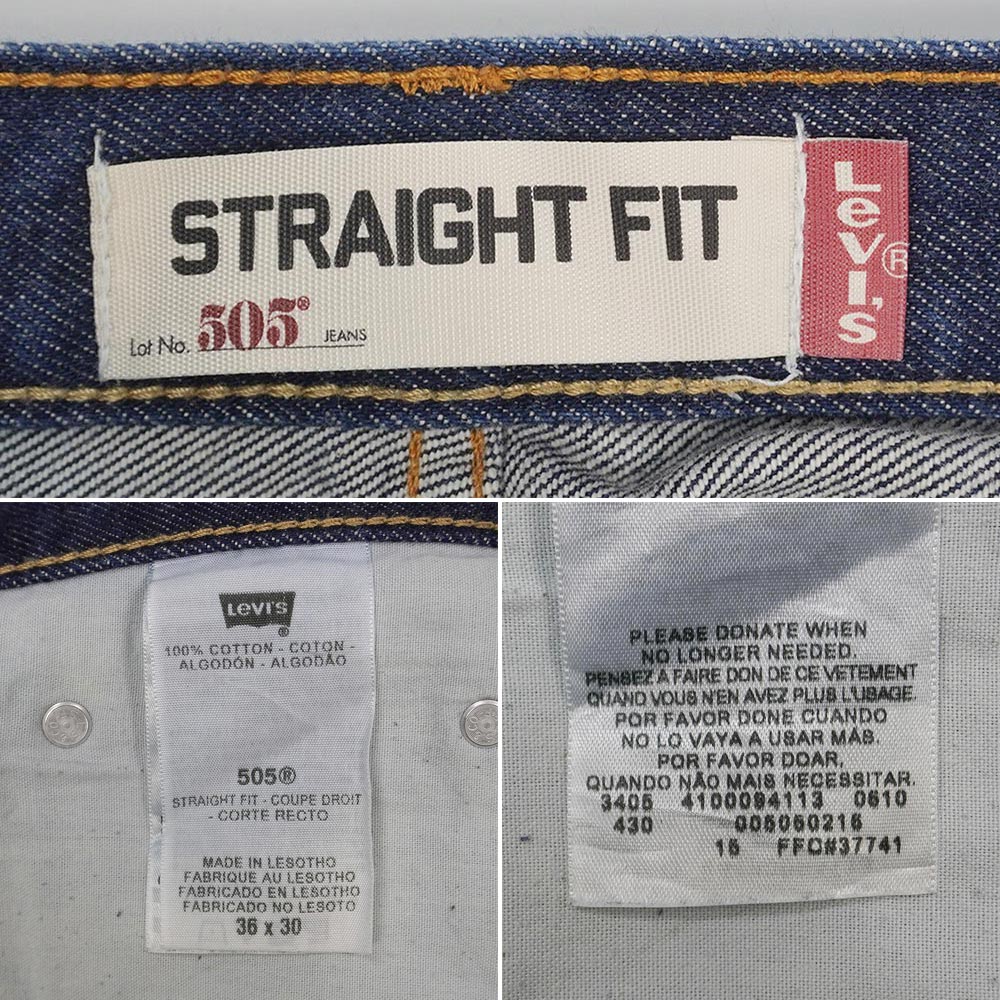 STRAIGHT FIT
Lot No. 505® JEANS
Levi's®
Levi's®
100% COTTON - COTON -
ALGODÓN - ALGODÃO
505®
STRAIGHT FIT - COUPE DROIT
- CORTE RECTO
MADE IN LESOTHO
FABRIQUE AU LESOTHO
FABRICADO EN LESOTHO
FABRICADO NO LESOTO
36 x 30
PLEASE DONATE WHEN
NO LONGER NEEDED.
PENSEZ A FAIRE DON DE CE VETEMENT
QUAND VOUS N'EN AVEZ PLUS L'USAGE.
POR FAVOR DONE CUANDO
NO LO VAYA A USAR MÁS.
POR FAVOR DOAR,
QUANDO NÃO MAIS NECESSITAR.
3405 4100094113 0610
430 005050216
15 FFC#37741